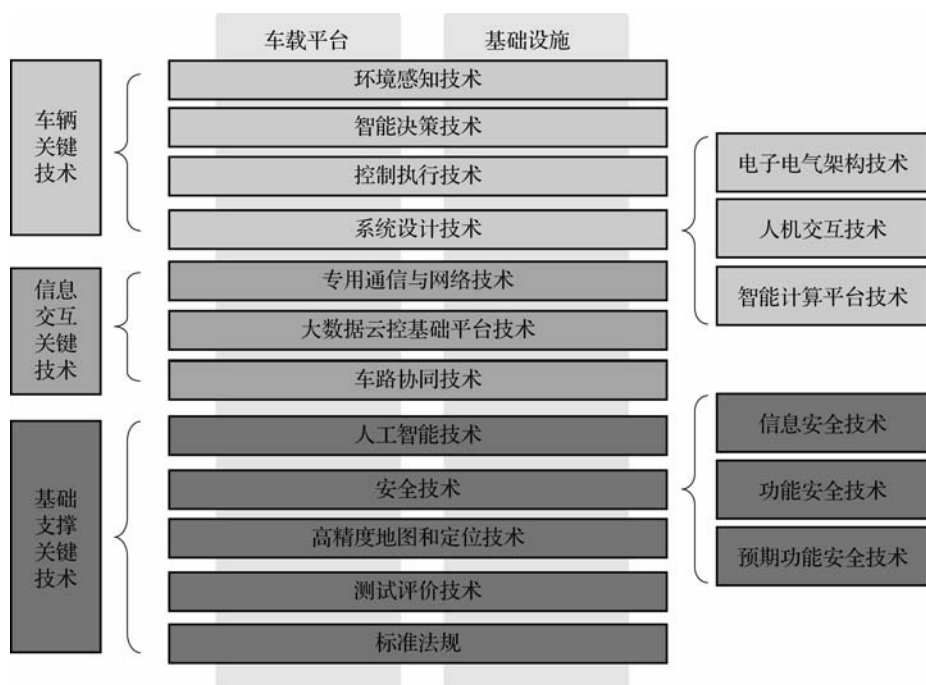 车载平台
基础设施
车辆
关键
技术
环境感知技术
智能决策技术
控制执行技术
系统设计技术
电子电气架构技术
人机交互技术
智能计算平台技术
信息
交互
关键
技术
专用通信与网络技术
大数据云控基础平台技术
车路协同技术
基础
支撑
关键
技术
人工智能技术
安全技术
高精度地图和定位技术
测试评价技术
标准法规
信息安全技术
功能安全技术
预期功能安全技术